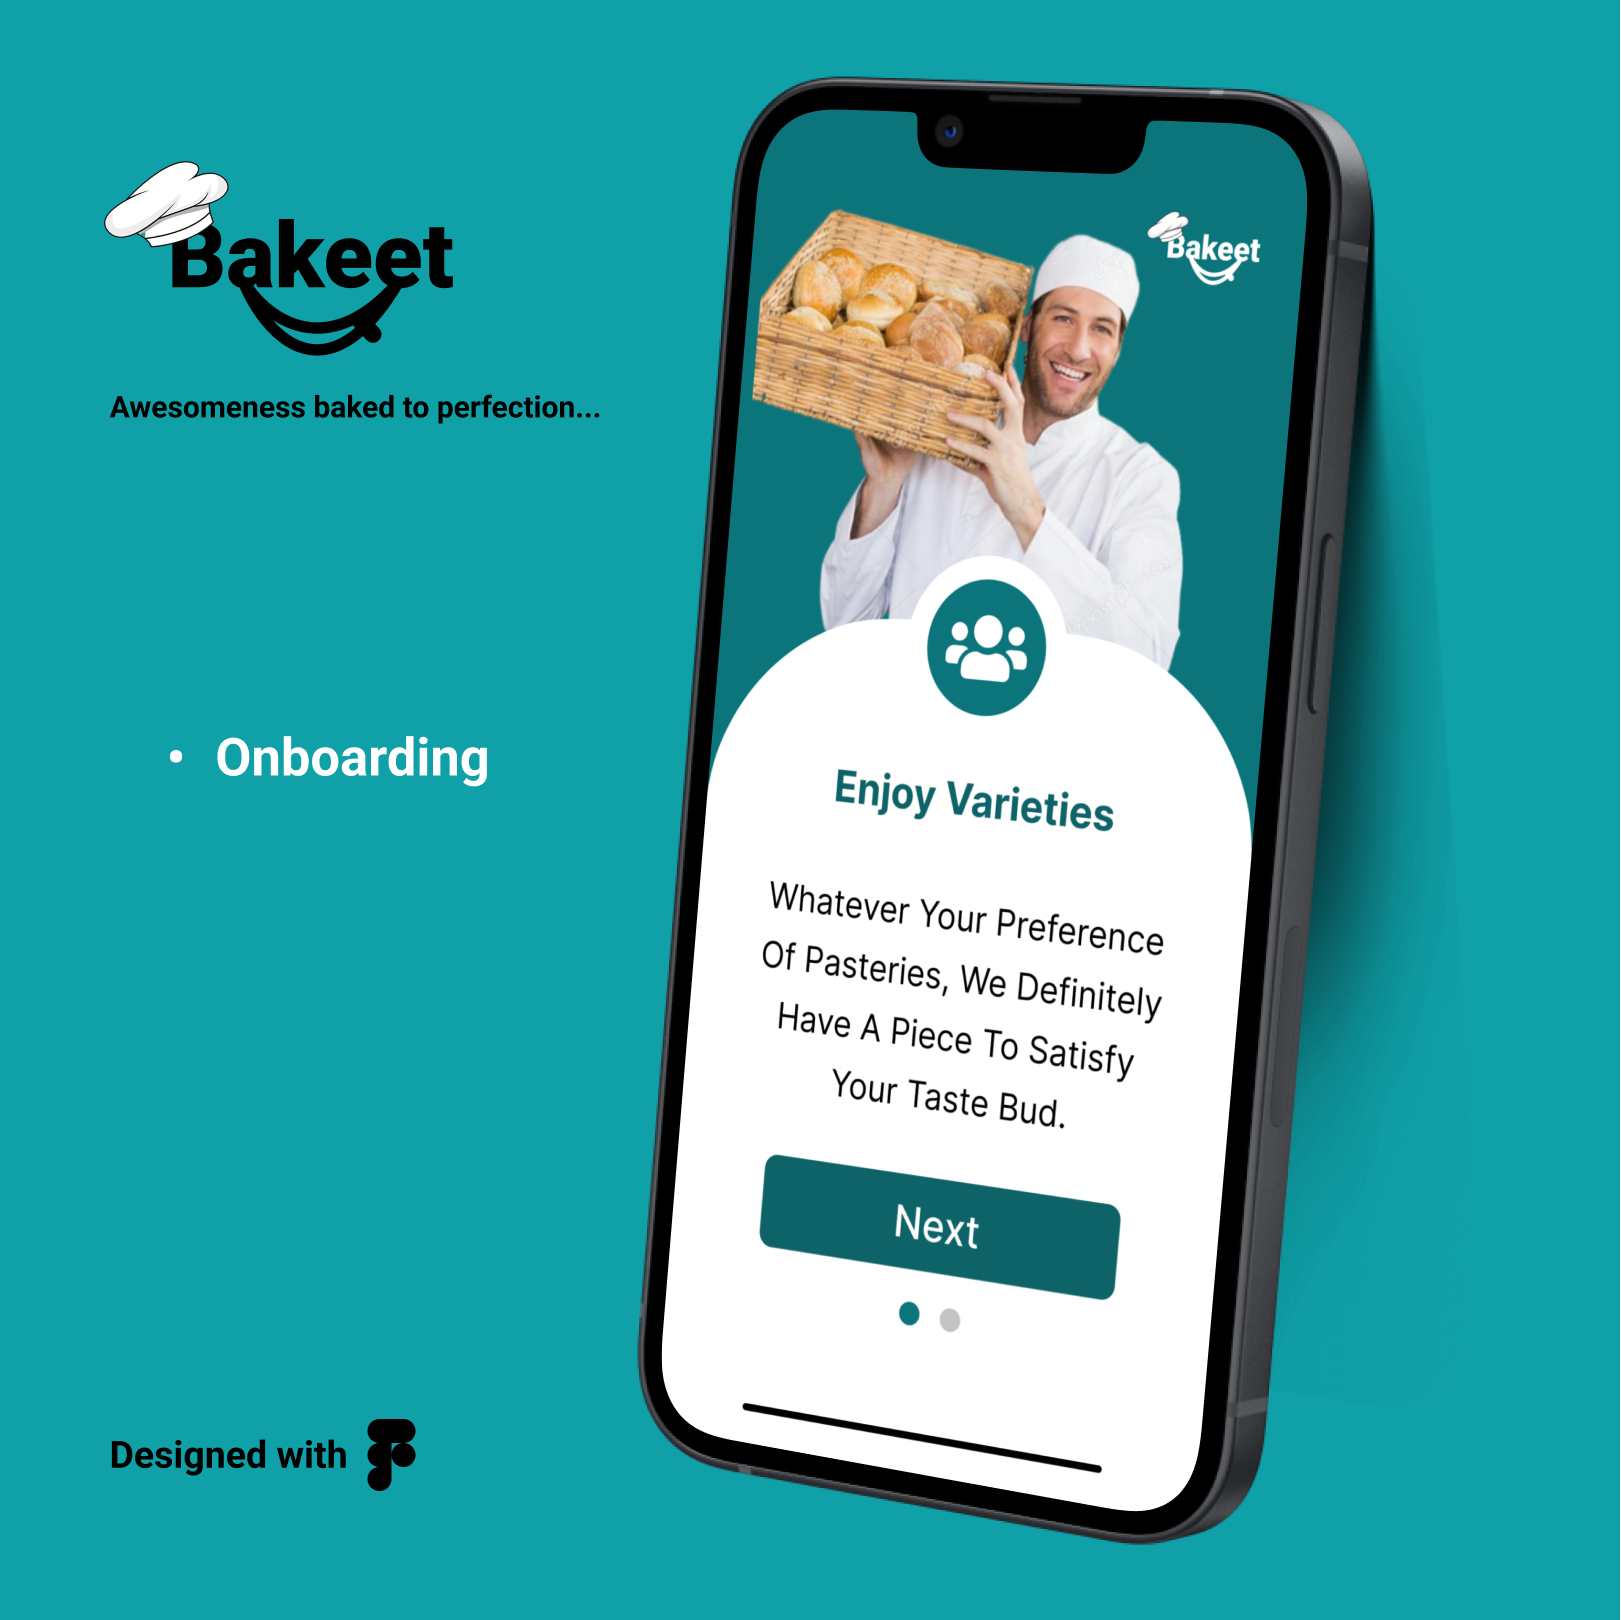 Bakeet
Awesomeness baked to perfection...
• Onboarding
Designed with
Bakeet
Enjoy Varieties
Whatever Your Preference
Of Pasteries, We Definitely
Have A Piece To Satisfy
Your Taste Bud.
Next